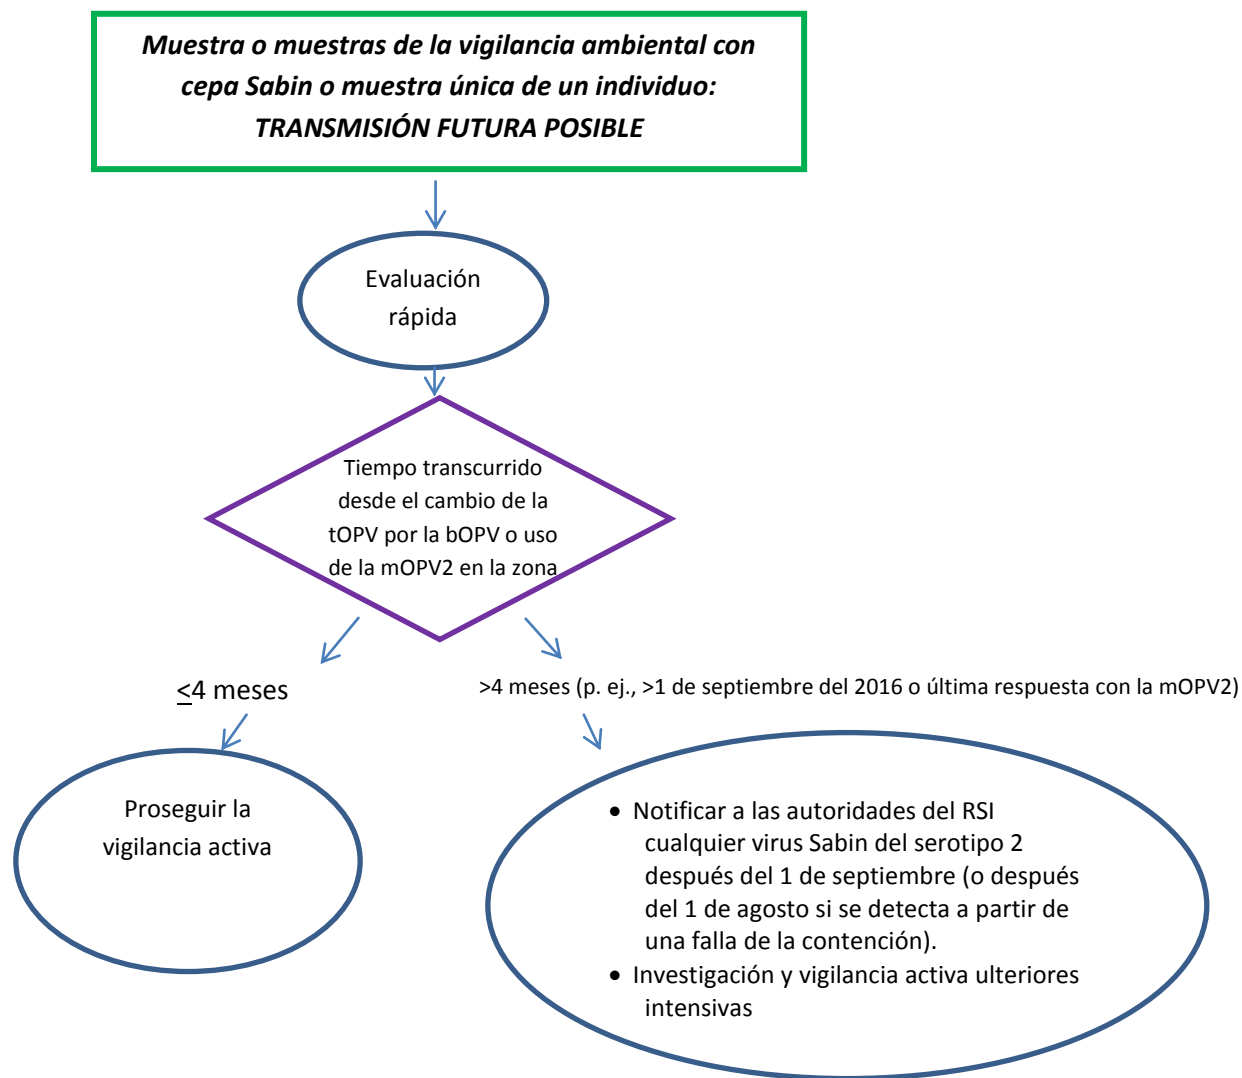 Muestra o muestras de la vigilancia ambiental con
cepa Sabin o muestra única de un individuo:
TRANSMISIÓN FUTURA POSIBLE
Evaluación
rápida
Tiempo transcurrido
desde el cambio de la
tOPV por la bOPV o uso
de la mOPV2 en la zona
≤4 meses
>4 meses (p. ej., >1 de septiembre del 2016 o última respuesta con la mOPV2)
Proseguir la
vigilancia activa
• Notificar a las autoridades del RSI
cualquier virus Sabin del serotipo 2
después del 1 de septiembre (o después
del 1 de agosto si se detecta a partir de
una falla de la contención).
• Investigación y vigilancia activa ulteriores
intensivas